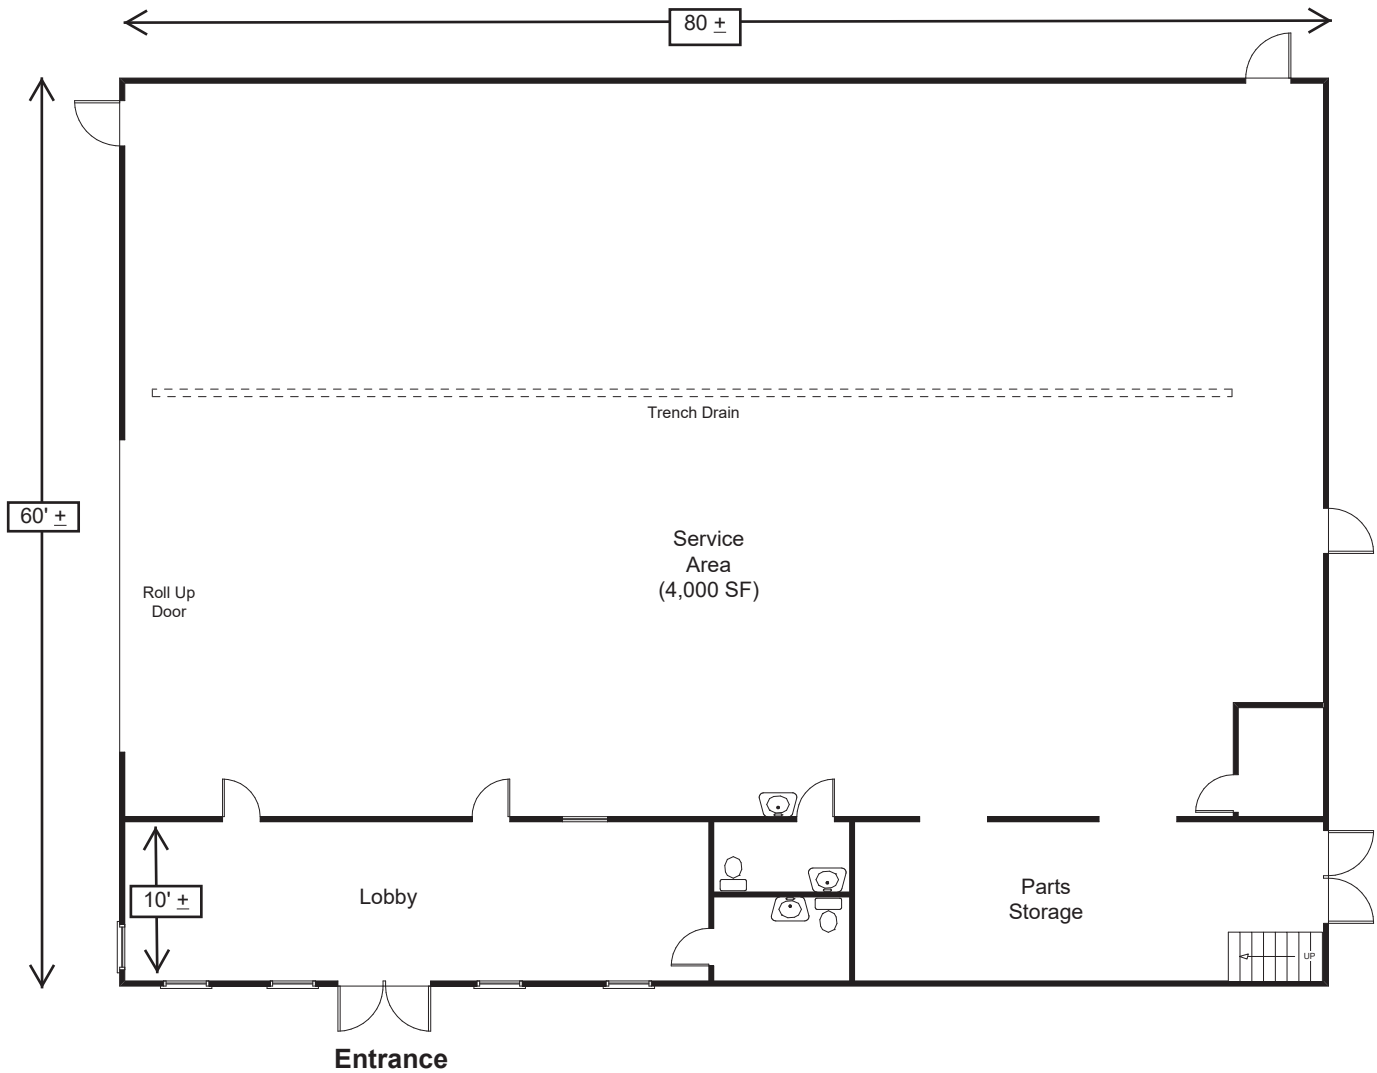 80 ±
60' ±
Trench Drain
Service
Area
(4,000 SF)
Roll Up
Door
10' ±
Lobby
Parts
Storage
UP
Entrance